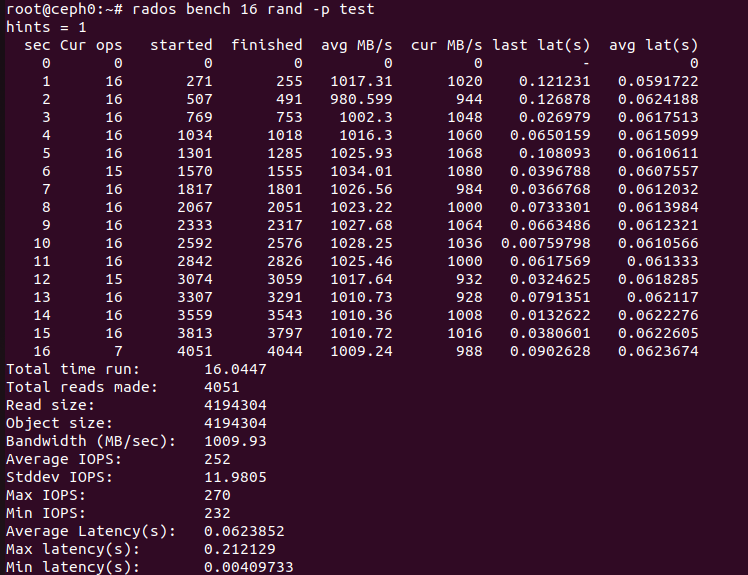 root@ceph0:~# rados bench 16 rand -p test
hints = 1
  sec Cur ops   started  finished  avg MB/s  cur MB/s last lat(s)  avg lat(s)
    0       0         0         0         0         0           -           0
    1      16       271       255   1017.31      1020    0.121231   0.0591722
    2      16       507       491   980.599       944    0.126878   0.0624188
    3      16       769       753    1002.3      1048    0.026979   0.0617513
    4      16      1034      1018    1016.3      1060   0.0650159   0.0615099
    5      16      1301      1285   1025.93      1068    0.108093   0.0610611
    6      15      1570      1555   1034.01      1080   0.0396788   0.0607557
    7      16      1817      1801   1026.56       984   0.0366768   0.0612032
    8      16      2067      2051   1023.22      1000   0.0733301   0.0613984
    9      16      2333      2317   1027.68      1064   0.0663486   0.0612321
   10      16      2592      2576   1028.25      1036  0.00759798   0.0610566
   11      16      2842      2826   1025.46      1000   0.0617569    0.061333
   12      15      3074      3059   1017.64       932   0.0324625   0.0618285
   13      16      3307      3291   1010.73       928   0.0791351    0.062117
   14      16      3559      3543   1010.36      1008   0.0132622   0.0622276
   15      16      3813      3797   1010.72      1016   0.0380601   0.0622605
   16       7      4051      4044   1009.24       988   0.0902628   0.0623674
Total time run:       16.0447
Total reads made:     4051
Read size:            4194304
Object size:          4194304
Bandwidth (MB/sec):   1009.93
Average IOPS:         252
Stddev IOPS:          11.9805
Max IOPS:             270
Min IOPS:             232
Average Latency(s):   0.0623852
Max latency(s):       0.212129
Min latency(s):       0.00409733